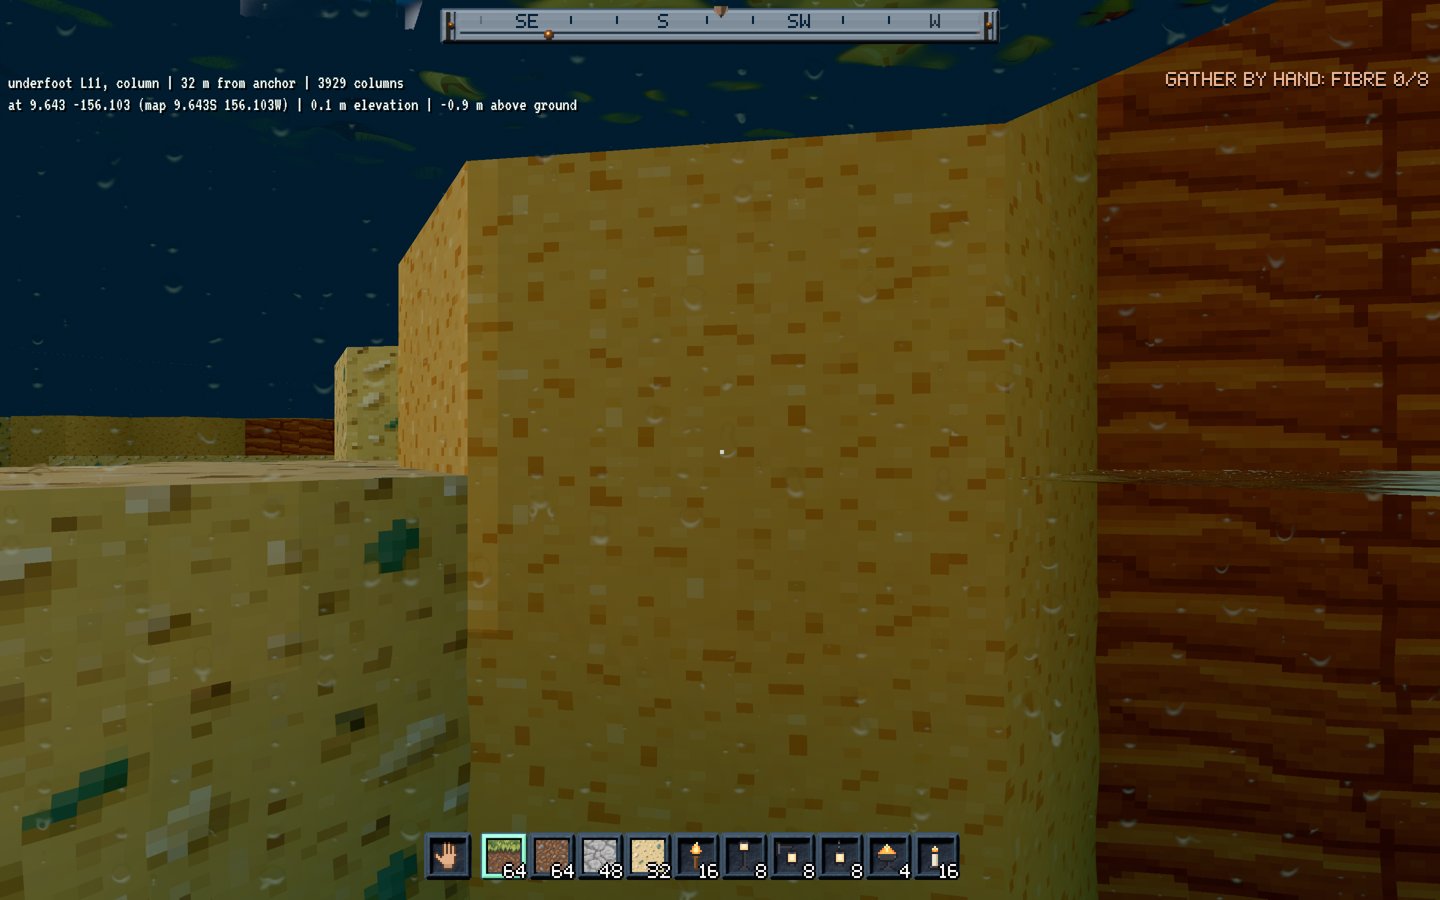 SE S SW W
underfoot L11, column | 32 m from anchor | 3929 columns
at 9.643 -156.103 (map 9.643S 156.103W) | 0.1 m elevation | -0.9 m above ground
GATHER BY HAND: FIBRE 0/8
64 64 48 32 16 8 8 8 4 16